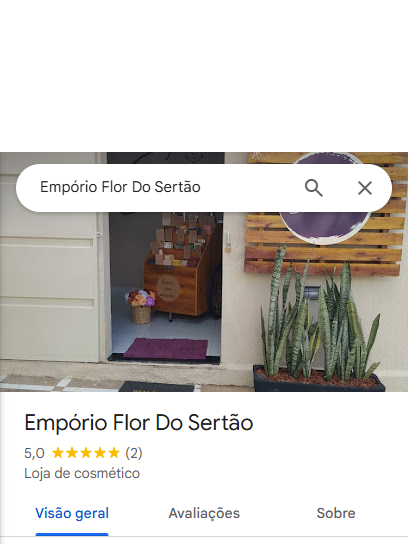 Empório Flor Do Sertão
Empório Flor Do Sertão
5,0 ★★★★★ (2)
Loja de cosmético
Visão geral
Avaliações
Sobre